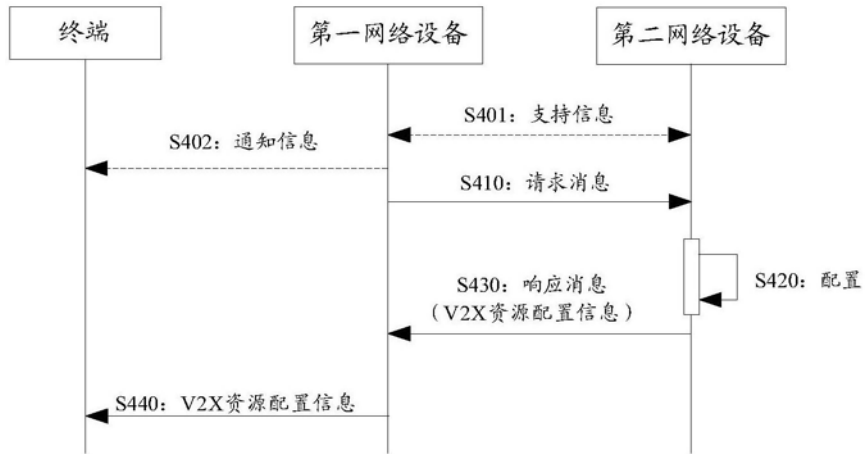 终端
第一网络设备
第二网络设备
S401：支持信息
S402：通知信息
S410：请求消息
S420：配置
S430：响应消息
（V2X资源配置信息）
S440：V2X资源配置信息